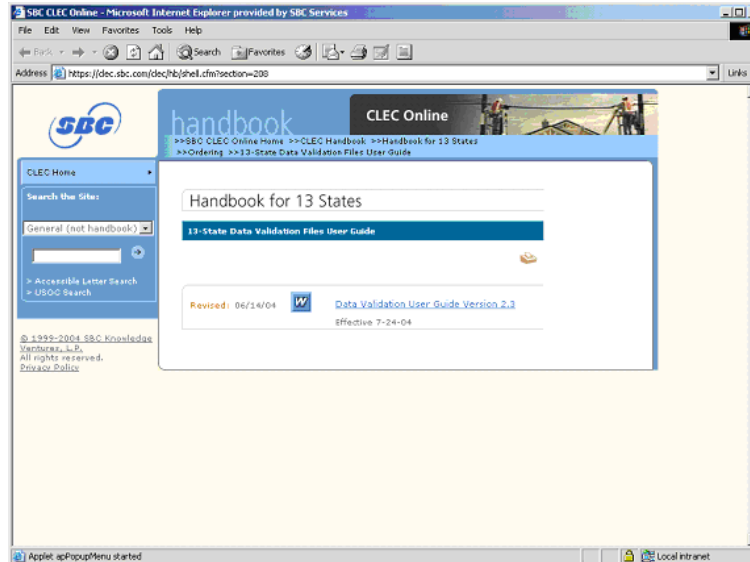 SBC CLEC Online - Microsoft Internet Explorer provided by SBC Services
File Edit View Favorites Tools Help
Back Search Favorites
Address https://clec.sbc.com/clec/hb/shell.cfm?section=208 Links
SBC
handbook
CLEC Online
>>SBC CLEC Online Home >>CLEC Handbook >>Handbook for 13 States
>>Ordering >>13-State Data Validation Files User Guide
CLEC Home
Search the Site:
General (not handbook)
> Accessible Letter Search
> USOC Search
© 1999-2004 SBC Knowledge
Ventures, L.P.
All rights reserved.
Privacy Policy
Handbook for 13 States
13-State Data Validation Files User Guide
Revised: 06/14/04 W Data Validation User Guide Version 2.3
Effective 7-24-04
Applet apPopupMenu started Local intranet